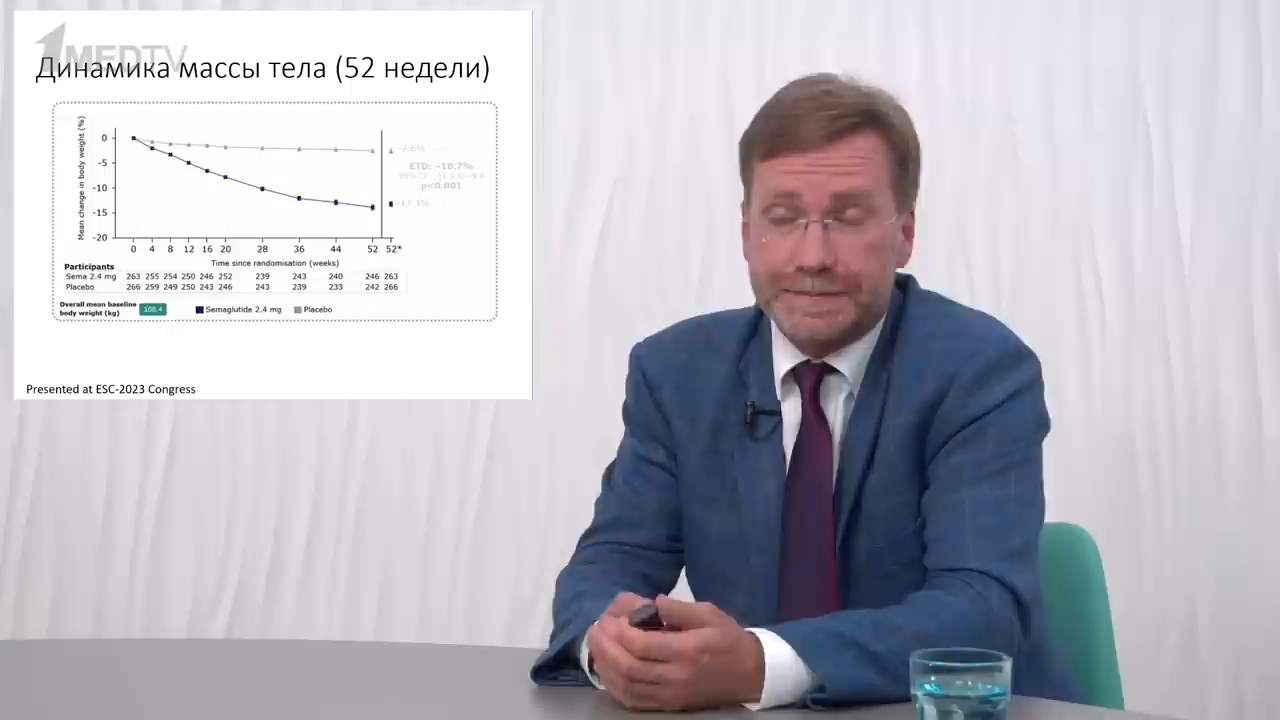 1MEDTV
Динамика массы тела (52 недели)
Mean change in body weight (%)
0
-5
-10
-15
-20
0 4 8 12 16 20 28 36 44 52 52*
Time since randomisation (weeks)
-2.6%
ETD: -10.7%
p<0.001
Participants
Sema 2.4 mg 263 255 254 250 246 252 239 243 240 246 263
Placebo 266 259 249 250 243 246 243 239 233 242 266
Overall mean baseline
body weight (kg)
Semaglutide 2.4 mg Placebo
Presented at ESC-2023 Congress